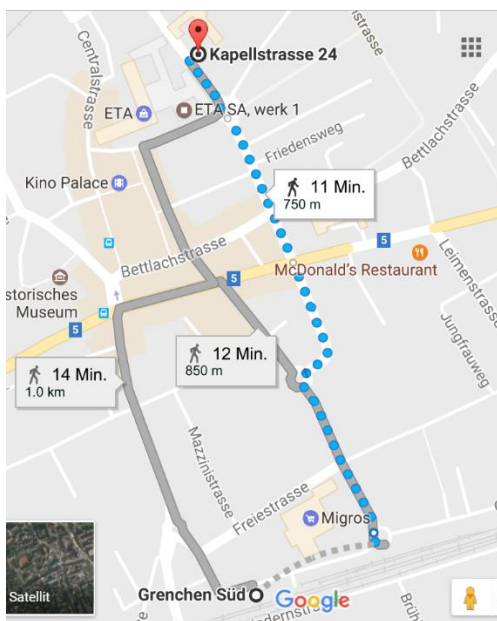 Kapellstrasse 24
Centralstrasse
ETA
ETA SA, werk 1
Friedensweg
Bettlachstrasse
Kino Palace
11 Min.
750 m
Bettlachstrasse
5
McDonald's Restaurant
Leimenstrasse
5
storisches
Museum
5
12 Min.
850 m
Jungfrauweg
14 Min.
1.0 km
Mazzinistrasse
Freiestrasse
Migros
Satellit
Grenchen Süd
Google